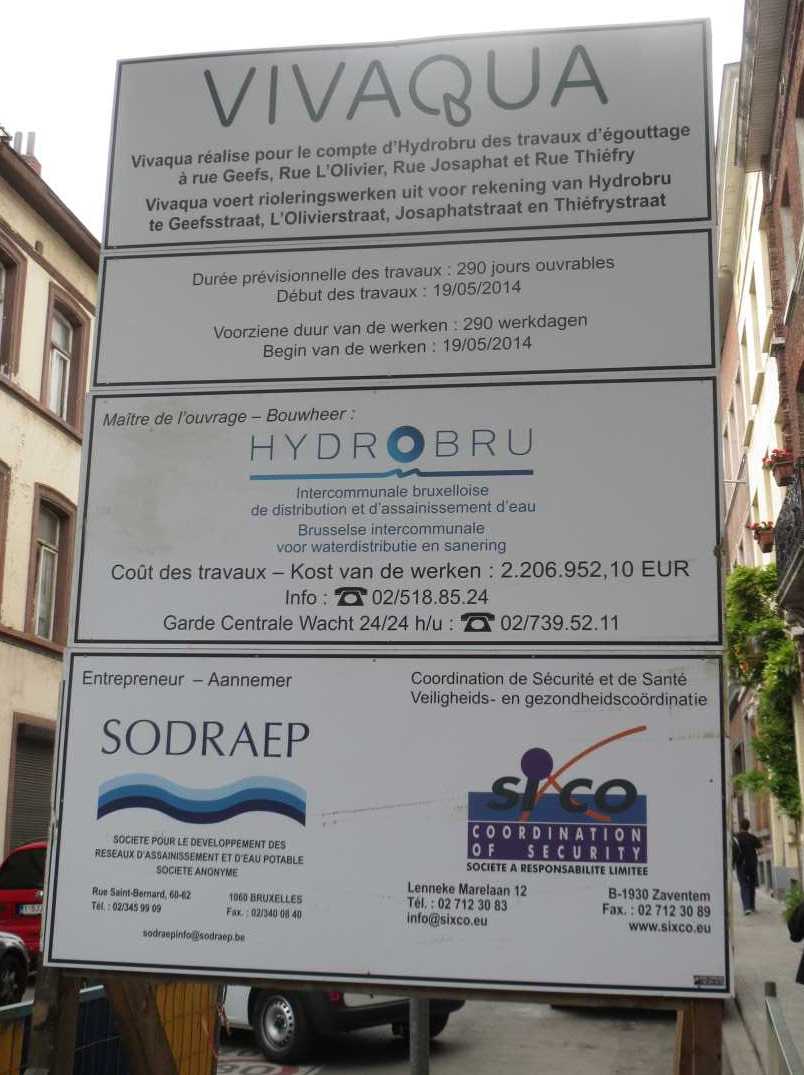 VIVAQUA
Vivaqua réalise pour le compte d'Hydrobru des travaux d'égouttage
à rue Geefs, Rue L'Olivier, Rue Josaphat et Rue Thiéfry
Vivaqua voert rioleringswerken uit voor rekening van Hydrobru
te Geefsstraat, L'Olivierstraat, Josaphatstraat en Thiéfrystraat
Durée prévisionnelle des travaux : 290 jours ouvrables
Début des travaux : 19/05/2014
Voorziene duur van de werken : 290 werkdagen
Begin van de werken : 19/05/2014
Maître de l'ouvrage – Bouwheer :
HYDROBRU
Intercommunale bruxelloise
de distribution et d'assainissement d'eau
Brusselse intercommunale
voor waterdistributie en sanering
Coût des travaux – Kost van de werken : 2.206.952,10 EUR
Info : ☎ 02/518.85.24
Garde Centrale Wacht 24/24 h/u : ☎ 02/739.52.11
Entrepreneur – Aannemer
SODRAEP
SOCIETE POUR LE DEVELOPPEMENT DES
RESEAUX D'ASSAINISSEMENT ET D'EAU POTABLE
SOCIETE ANONYME
Rue Saint-Bernard, 60-62 1060 BRUXELLES
Tél. : 02/345 99 09 Fax. : 02/340 08 40
sodraepinfo@sodraep.be
Coordination de Sécurité et de Santé
Veiligheids- en gezondheidscoördinatie
sixco
COORDINATION
OF SECURITY
SOCIETE A RESPONSABILITE LIMITEE
Lenneke Marelaan 12 B-1930 Zaventem
Tél. : 02 712 30 83 Fax. : 02 712 30 89
info@sixco.eu www.sixco.eu